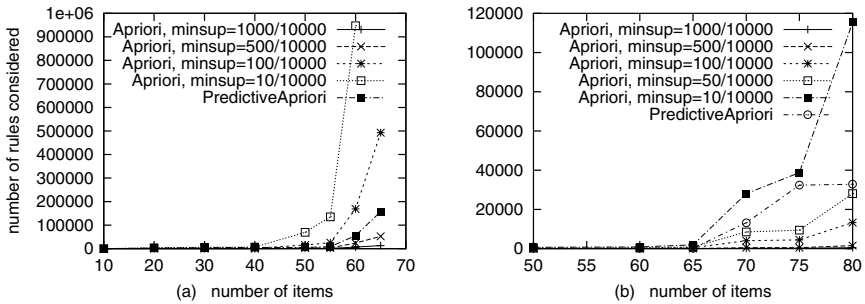 number of rules considered
1e+06
900000
800000
700000
600000
500000
400000
300000
200000
100000
0
Apriori, minsup=1000/10000
Apriori, minsup=500/10000
Apriori, minsup=100/10000
Apriori, minsup=10/10000
PredictiveApriori
10 20 30 40 50 60 70
(a) number of items
120000
100000
80000
60000
40000
20000
0
Apriori, minsup=1000/10000
Apriori, minsup=500/10000
Apriori, minsup=100/10000
Apriori, minsup=50/10000
Apriori, minsup=10/10000
PredictiveApriori
50 55 60 65 70 75 80
(b) number of items